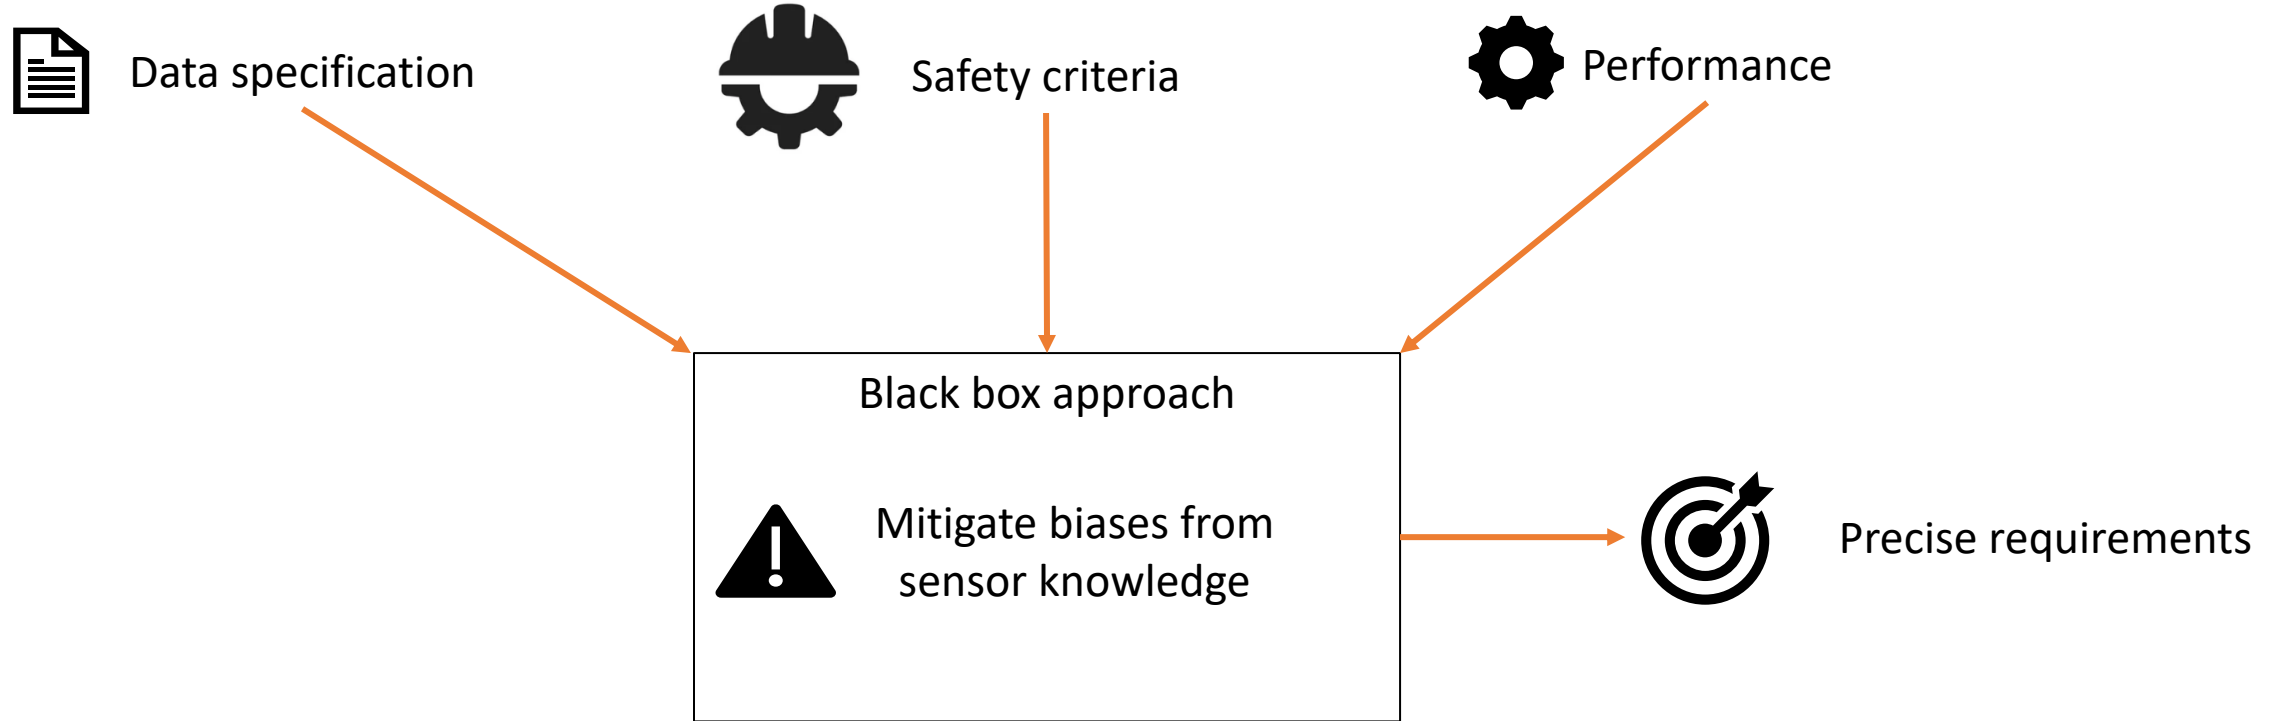 Data specification
Safety criteria
Performance
Black box approach
Mitigate biases from
sensor knowledge
Precise requirements